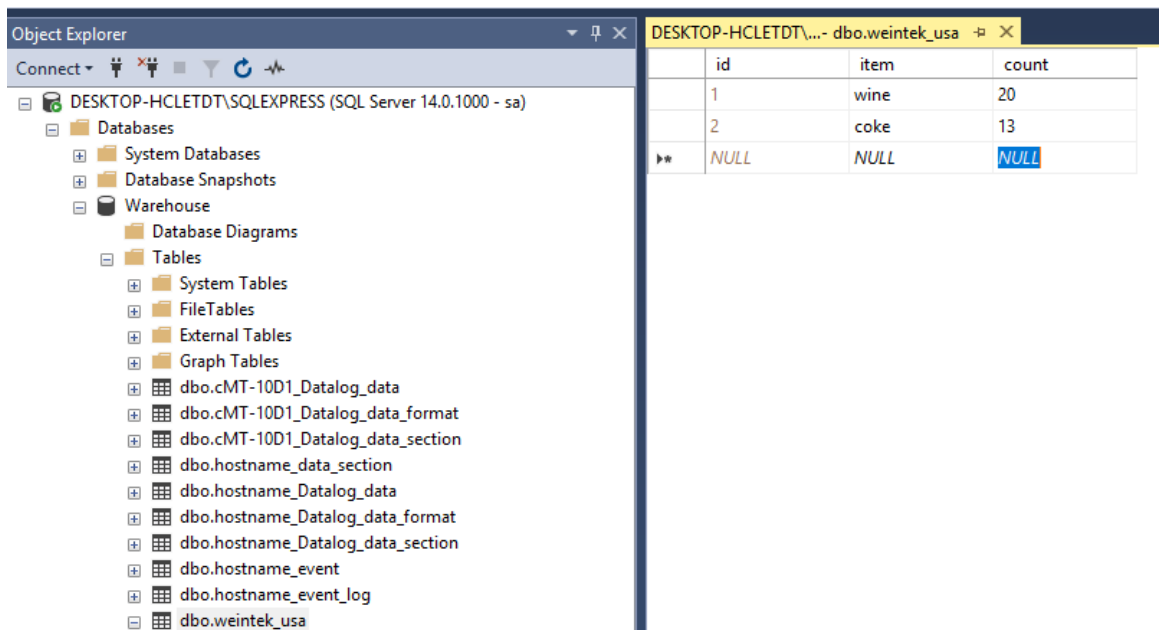 Object Explorer
Connect
DESKTOP-HCLETDT\SQLEXPRESS (SQL Server 14.0.1000 - sa)
Databases
System Databases
Database Snapshots
Warehouse
Database Diagrams
Tables
System Tables
FileTables
External Tables
Graph Tables
dbo.cMT-10D1_Datalog_data
dbo.cMT-10D1_Datalog_data_format
dbo.cMT-10D1_Datalog_data_section
dbo.hostname_data_section
dbo.hostname_Datalog_data
dbo.hostname_Datalog_data_format
dbo.hostname_Datalog_data_section
dbo.hostname_event
dbo.hostname_event_log
dbo.weintek_usa
DESKTOP-HCLETDT\...- dbo.weintek_usa
id item count
1 wine 20
2 coke 13
NULL NULL NULL